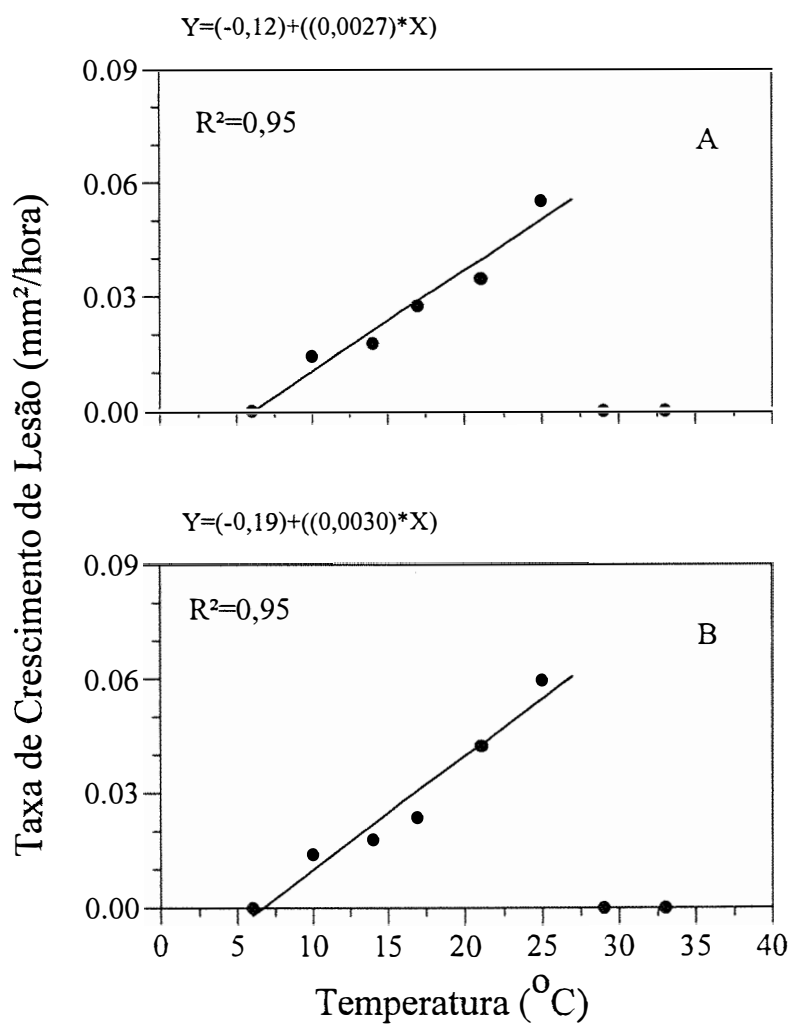 Y=(-0,12)+((0,0027)*X)
0.09
R²=0,95
A
0.06
0.03
0.00
Y=(-0,19)+((0,0030)*X)
0.09
R²=0,95
B
0.06
0.03
0.00
0 5 10 15 20 25 30 35 40
Temperatura (°C)
Taxa de Crescimento de Lesão (mm²/hora)